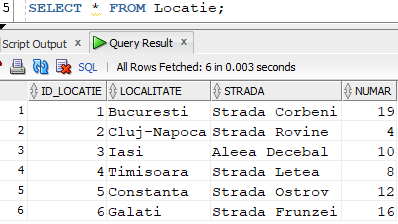 5 SELECT * FROM Locatie;
Script Output × Query Result ×
SQL | All Rows Fetched: 6 in 0.003 seconds
ID_LOCATIE LOCALITATE STRADA NUMAR
1 1 Bucuresti Strada Corbeni 19
2 2 Cluj-Napoca Strada Rovine 4
3 3 Iasi Aleea Decebal 10
4 4 Timisoara Strada Letea 8
5 5 Constanta Strada Ostrov 12
6 6 Galati Strada Frunzei 16